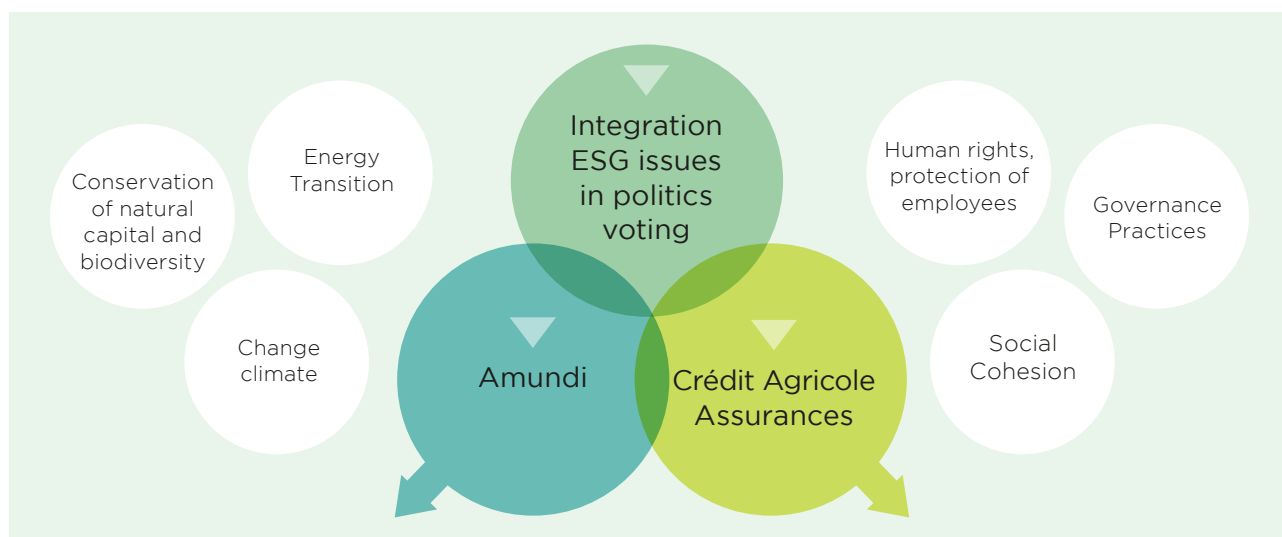 Conservation
of natural
capital and
biodiversity
Energy
Transition
Change
climate
Integration
ESG issues
in politics
voting
Amundi
Crédit Agricole
Assurances
Human rights,
protection of
employees
Governance
Practices
Social
Cohesion